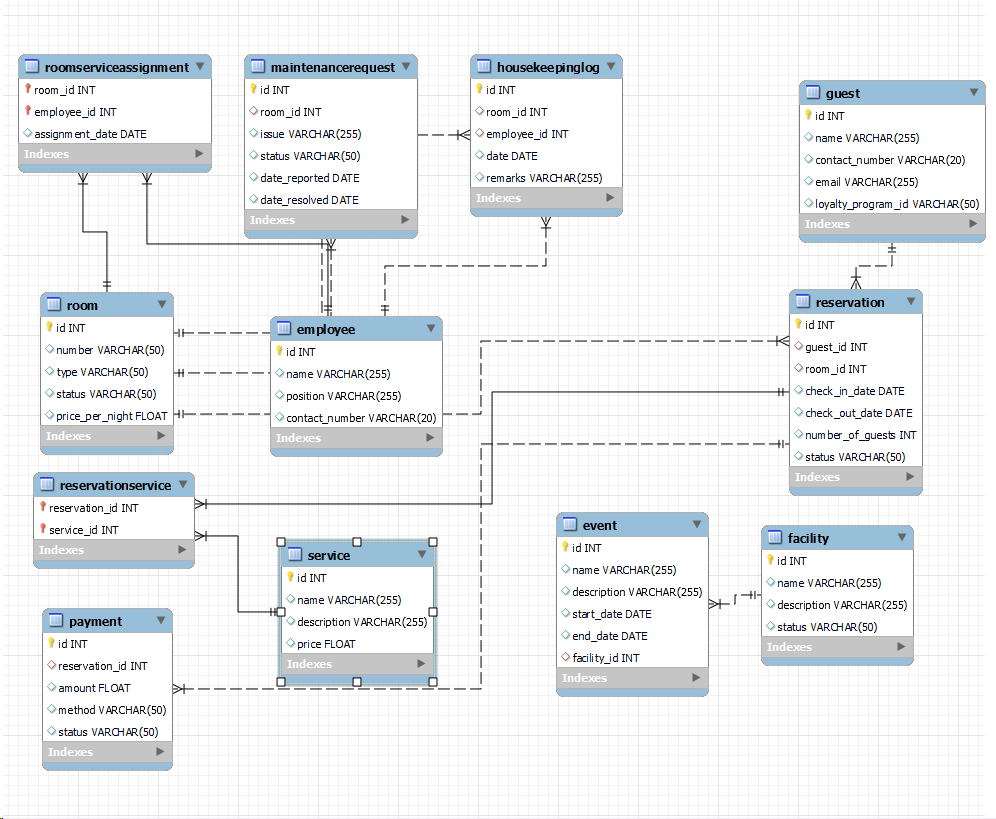 roomserviceassignment
room_id INT
employee_id INT
assignment_date DATE
Indexes
maintenancerequest
id INT
room_id INT
issue VARCHAR(255)
status VARCHAR(50)
date_reported DATE
date_resolved DATE
Indexes
housekeepinglog
id INT
room_id INT
employee_id INT
date DATE
remarks VARCHAR(255)
Indexes
guest
id INT
name VARCHAR(255)
contact_number VARCHAR(20)
email VARCHAR(255)
loyalty_program_id VARCHAR(50)
Indexes
room
id INT
number VARCHAR(50)
type VARCHAR(50)
status VARCHAR(50)
price_per_night FLOAT
Indexes
employee
id INT
name VARCHAR(255)
position VARCHAR(255)
contact_number VARCHAR(20)
Indexes
reservation
id INT
guest_id INT
room_id INT
check_in_date DATE
check_out_date DATE
number_of_guests INT
status VARCHAR(50)
Indexes
reservationservice
reservation_id INT
service_id INT
Indexes
service
id INT
name VARCHAR(255)
description VARCHAR(255)
price FLOAT
Indexes
event
id INT
name VARCHAR(255)
description VARCHAR(255)
start_date DATE
end_date DATE
facility_id INT
Indexes
facility
id INT
name VARCHAR(255)
description VARCHAR(255)
status VARCHAR(50)
Indexes
payment
id INT
reservation_id INT
amount FLOAT
method VARCHAR(50)
status VARCHAR(50)
Indexes